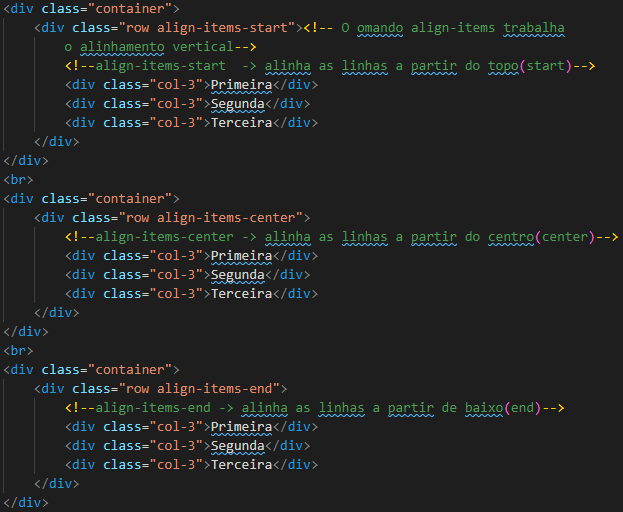 <div class="container">
    <div class="row align-items-start"><!-- O omando align-items trabalha
        o alinhamento vertical-->
        <!--align-items-start  -> alinha as linhas a partir do topo(start)-->
        <div class="col-3">Primeira</div>
        <div class="col-3">Segunda</div>
        <div class="col-3">Terceira</div>
    </div>
</div>
<br>
<div class="container">
    <div class="row align-items-center">
        <!--align-items-center -> alinha as linhas a partir do centro(center)-->
        <div class="col-3">Primeira</div>
        <div class="col-3">Segunda</div>
        <div class="col-3">Terceira</div>
    </div>
</div>
<br>
<div class="container">
    <div class="row align-items-end">
        <!--align-items-end -> alinha as linhas a partir de baixo(end)-->
        <div class="col-3">Primeira</div>
        <div class="col-3">Segunda</div>
        <div class="col-3">Terceira</div>
    </div>
</div>